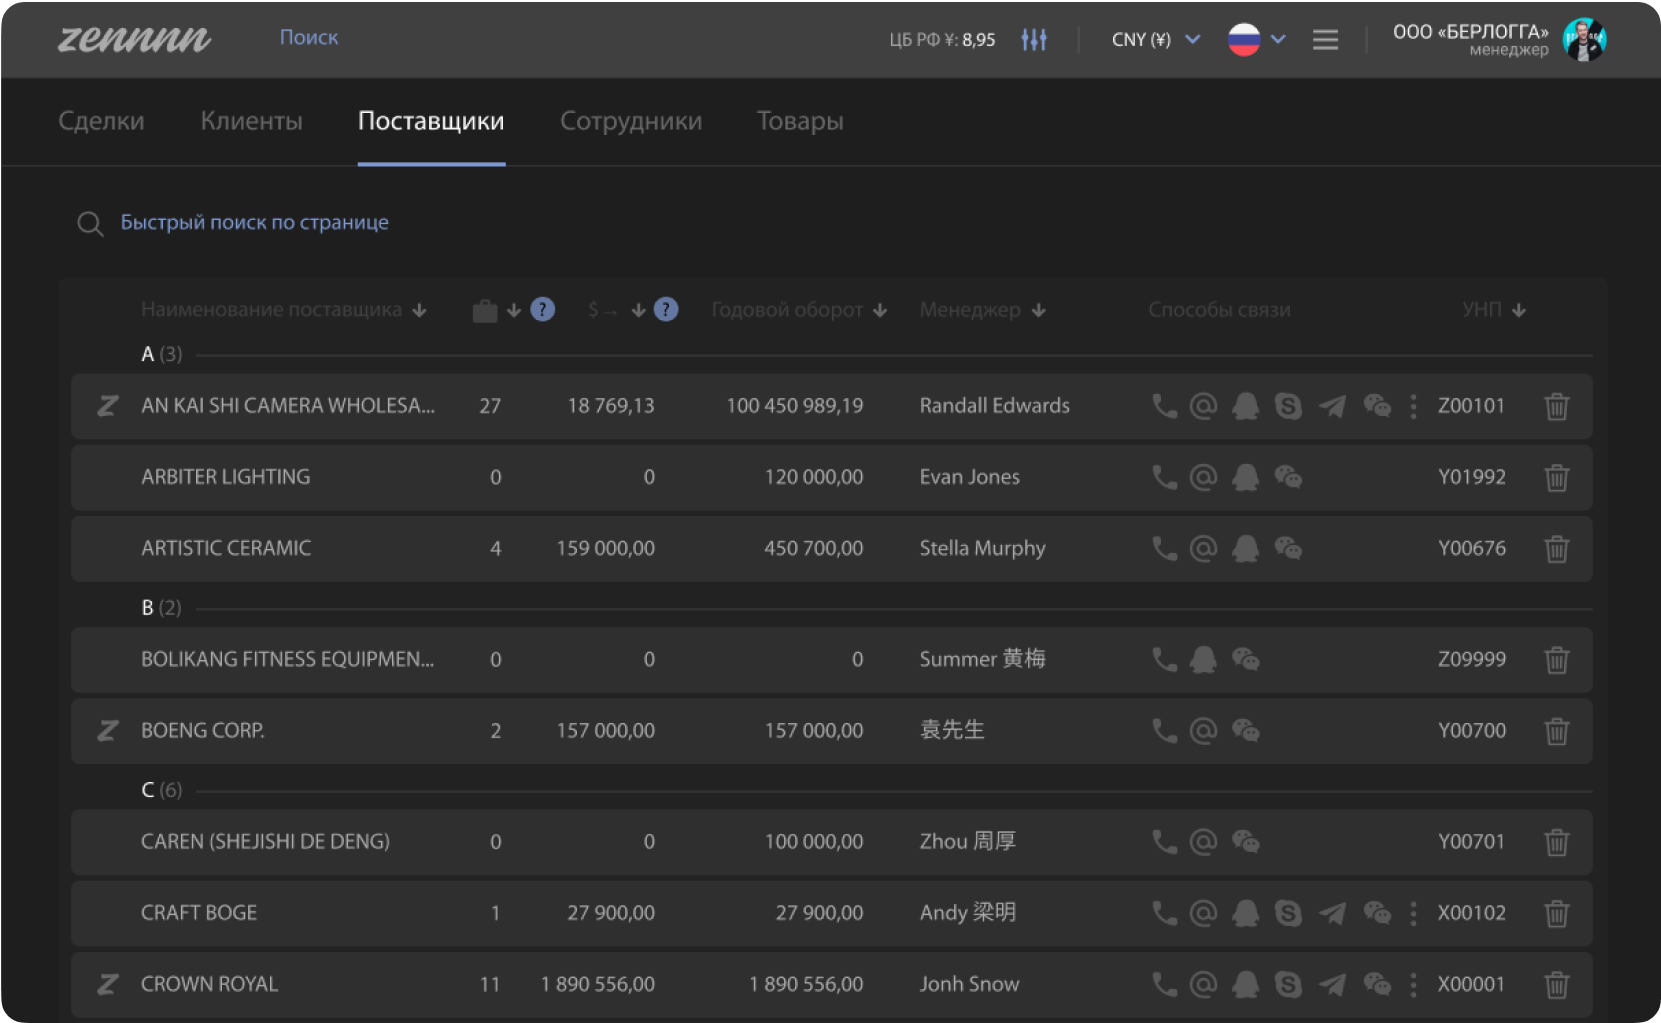 zennnn Поиск ЦБ РФ ¥: 8,95 CNY (¥) ООО «БЕРЛОГГА»
менеджер
Сделки Клиенты Поставщики Сотрудники Товары
Быстрый поиск по странице
Наименование поставщика ? $→ ? Годовой оборот Менеджер Способы связи УНП
A (3)
Z AN KAI SHI CAMERA WHOLESA... 27 18 769,13 100 450 989,19 Randall Edwards Z00101
ARBITER LIGHTING 0 0 120 000,00 Evan Jones Y01992
ARTISTIC CERAMIC 4 159 000,00 450 700,00 Stella Murphy Y00676
B (2)
BOLIKANG FITNESS EQUIPMEN... 0 0 0 Summer 黄梅 Z09999
Z BOENG CORP. 2 157 000,00 157 000,00 袁先生 Y00700
C (6)
CAREN (SHEJISHI DE DENG) 0 0 100 000,00 Zhou 周厚 Y00701
CRAFT BOGE 1 27 900,00 27 900,00 Andy 梁明 X00102
Z CROWN ROYAL 11 1 890 556,00 1 890 556,00 Jonh Snow X00001